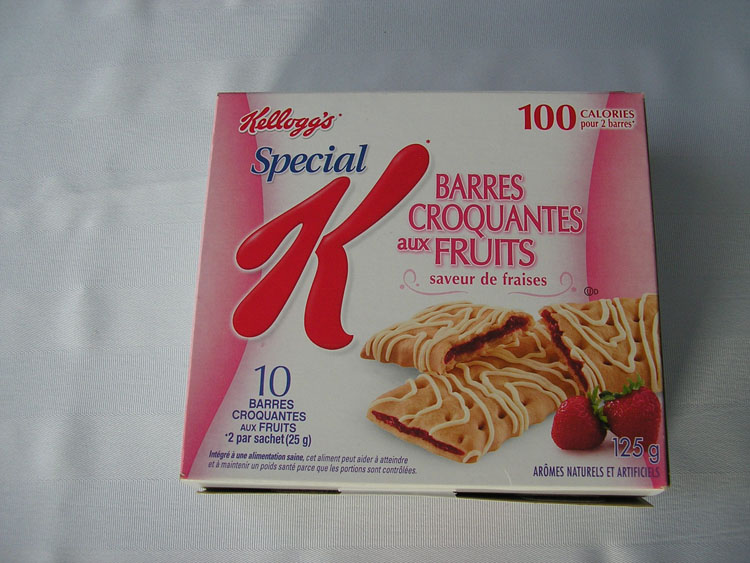 Kellogg's
100 CALORIES
pour 2 barres*
Special
K
BARRES
CROQUANTES
aux FRUITS
saveur de fraises
U D
10
BARRES
CROQUANTES
AUX FRUITS
*2 par sachet (25 g)
Intégré à une alimentation saine, cet aliment peut aider à atteindre
et à maintenir un poids santé parce que les portions sont contrôlées.
125 g
ARÔMES NATURELS ET ARTIFICIELS